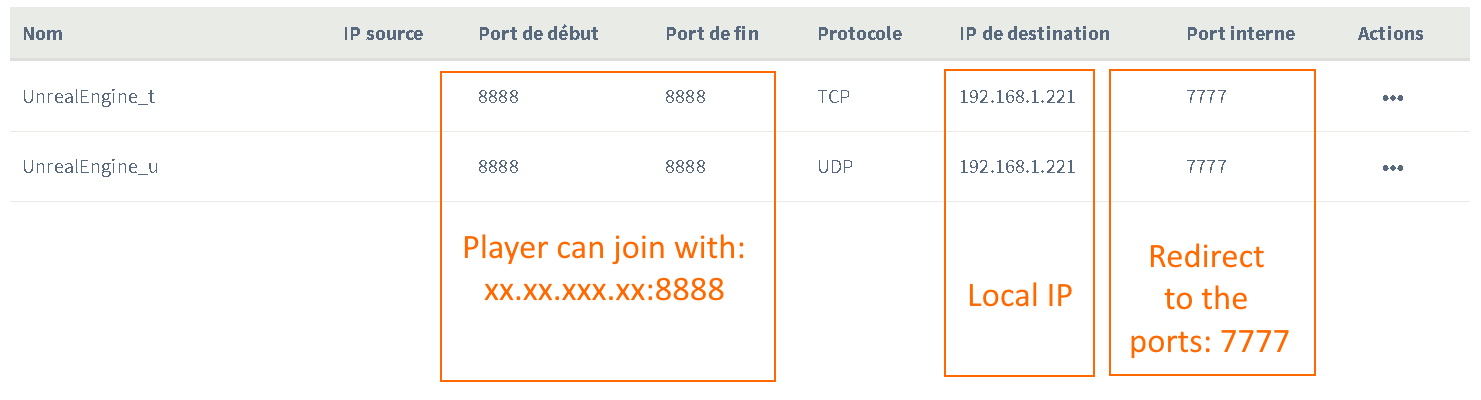 Nom IP source Port de début Port de fin Protocole IP de destination Port interne Actions
UnrealEngine_t 8888 8888 TCP 192.168.1.221 7777
UnrealEngine_u 8888 8888 UDP 192.168.1.221 7777
Player can join with:
xx.xx.xxx.xx:8888
Local IP
Redirect
to the
ports: 7777